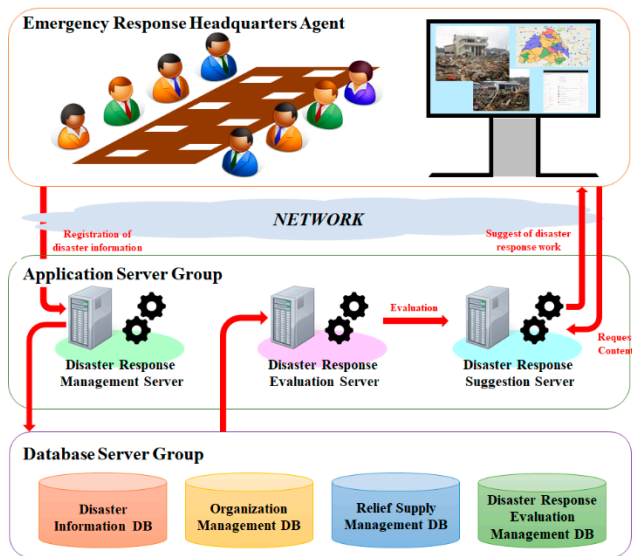 Emergency Response Headquarters Agent
NETWORK
Registration of
disaster information
Suggest of disaster
response work
Application Server Group
Evaluation
Reques
Content
Disaster Response
Management Server
Disaster Response
Evaluation Server
Disaster Response
Suggestion Server
Database Server Group
Disaster
Information DB
Organization
Management DB
Relief Supply
Management DB
Disaster Response
Evaluation
Management DB